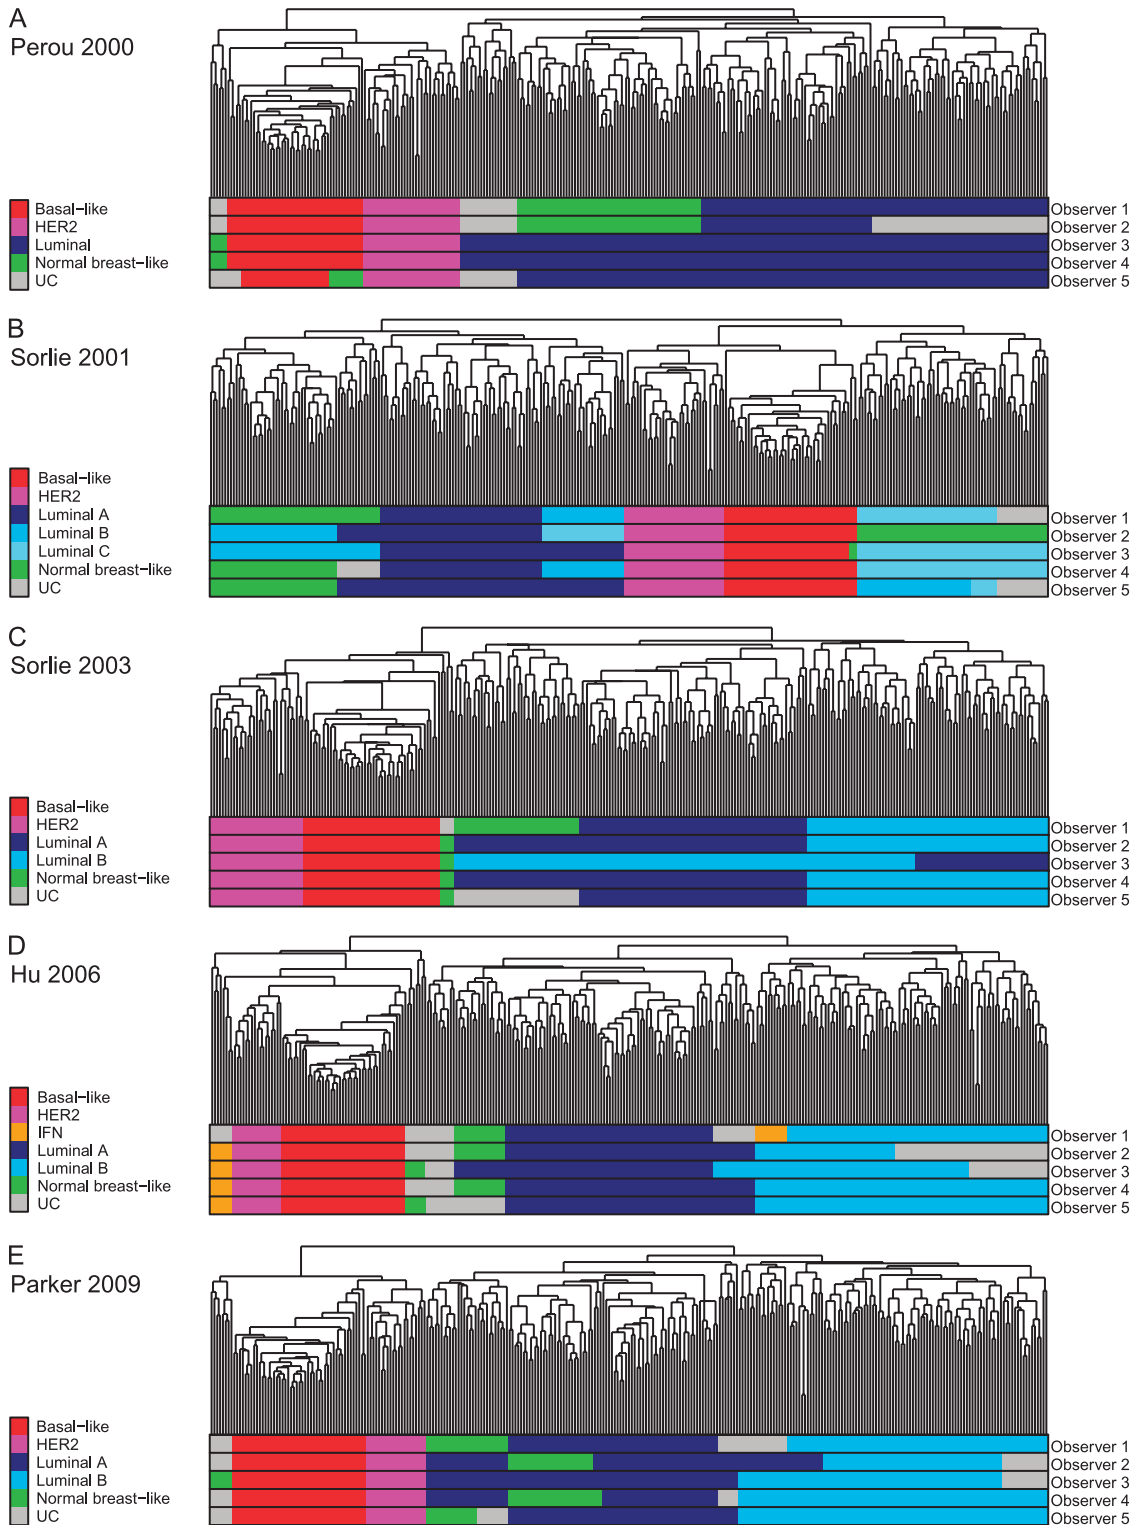 A
Perou 2000
Basal-like
HER2
Luminal
Normal breast-like
UC
Observer 1
Observer 2
Observer 3
Observer 4
Observer 5
B
Sorlie 2001
Basal-like
HER2
Luminal A
Luminal B
Luminal C
Normal breast-like
UC
Observer 1
Observer 2
Observer 3
Observer 4
Observer 5
C
Sorlie 2003
Basal-like
HER2
Luminal A
Luminal B
Normal breast-like
UC
Observer 1
Observer 2
Observer 3
Observer 4
Observer 5
D
Hu 2006
Basal-like
HER2
IFN
Luminal A
Luminal B
Normal breast-like
UC
Observer 1
Observer 2
Observer 3
Observer 4
Observer 5
E
Parker 2009
Basal-like
HER2
Luminal A
Luminal B
Normal breast-like
UC
Observer 1
Observer 2
Observer 3
Observer 4
Observer 5